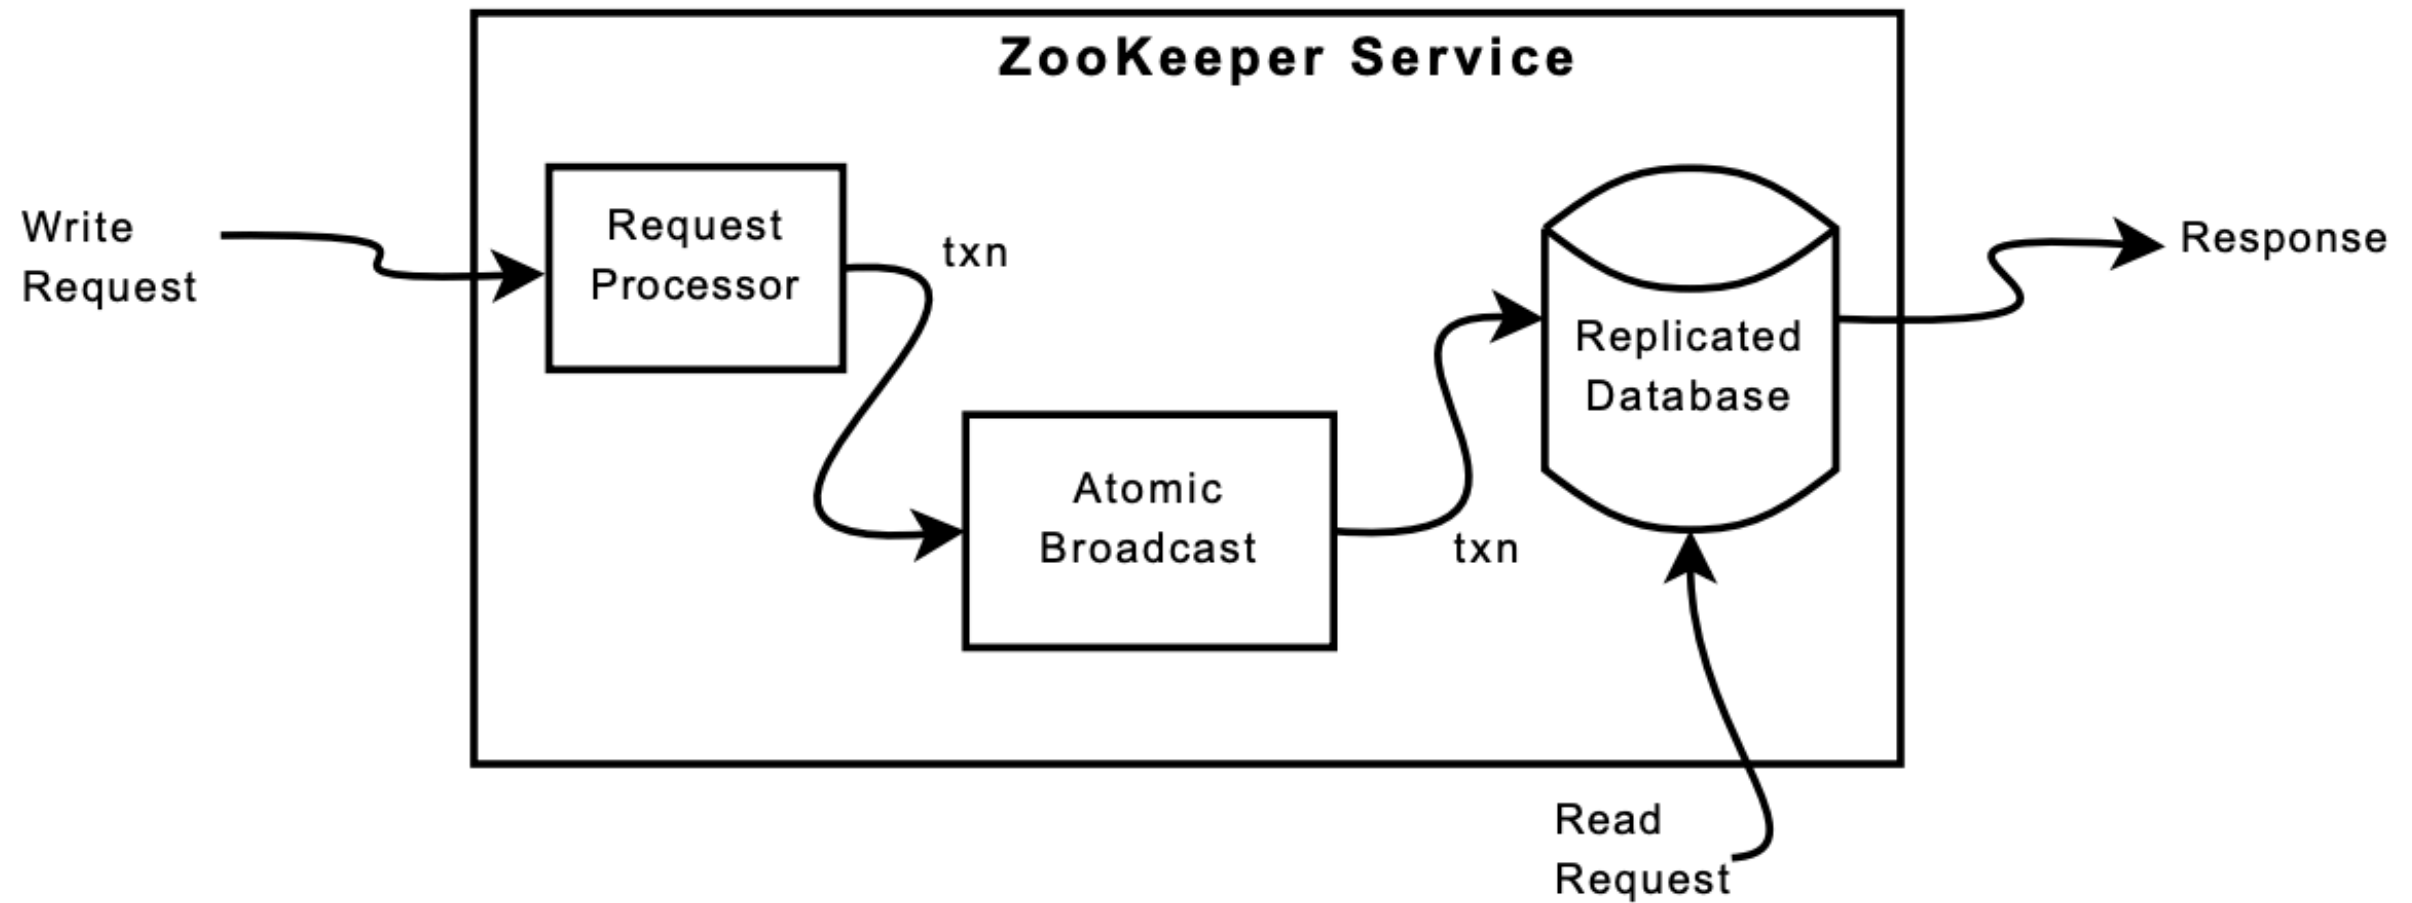 ZooKeeper Service
Write
Request
Request
Processor
txn
Atomic
Broadcast
txn
Replicated
Database
Response
Read
Request